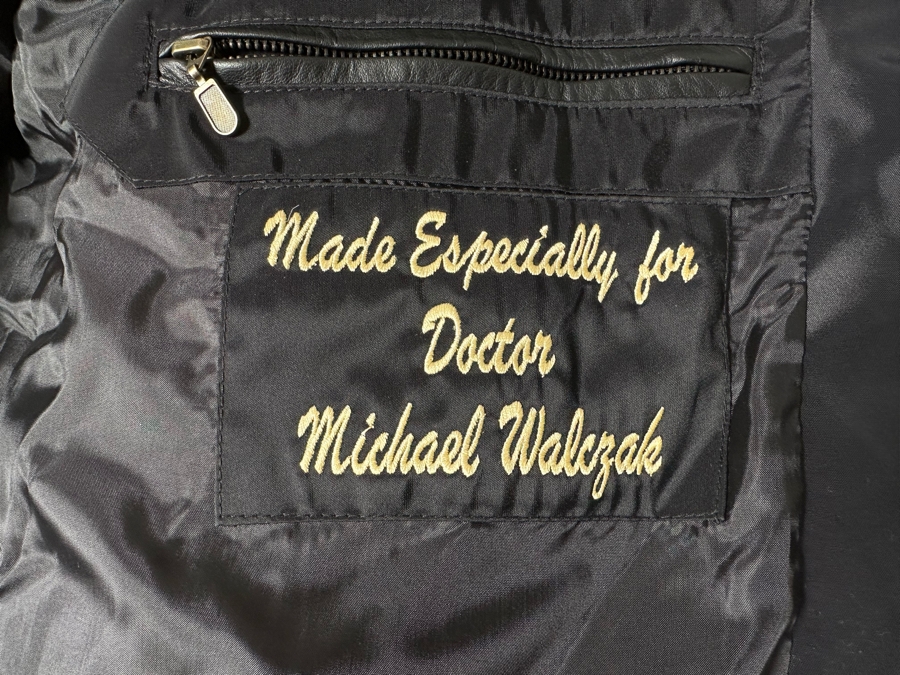 Made Especially for
Doctor
Michael Walczak